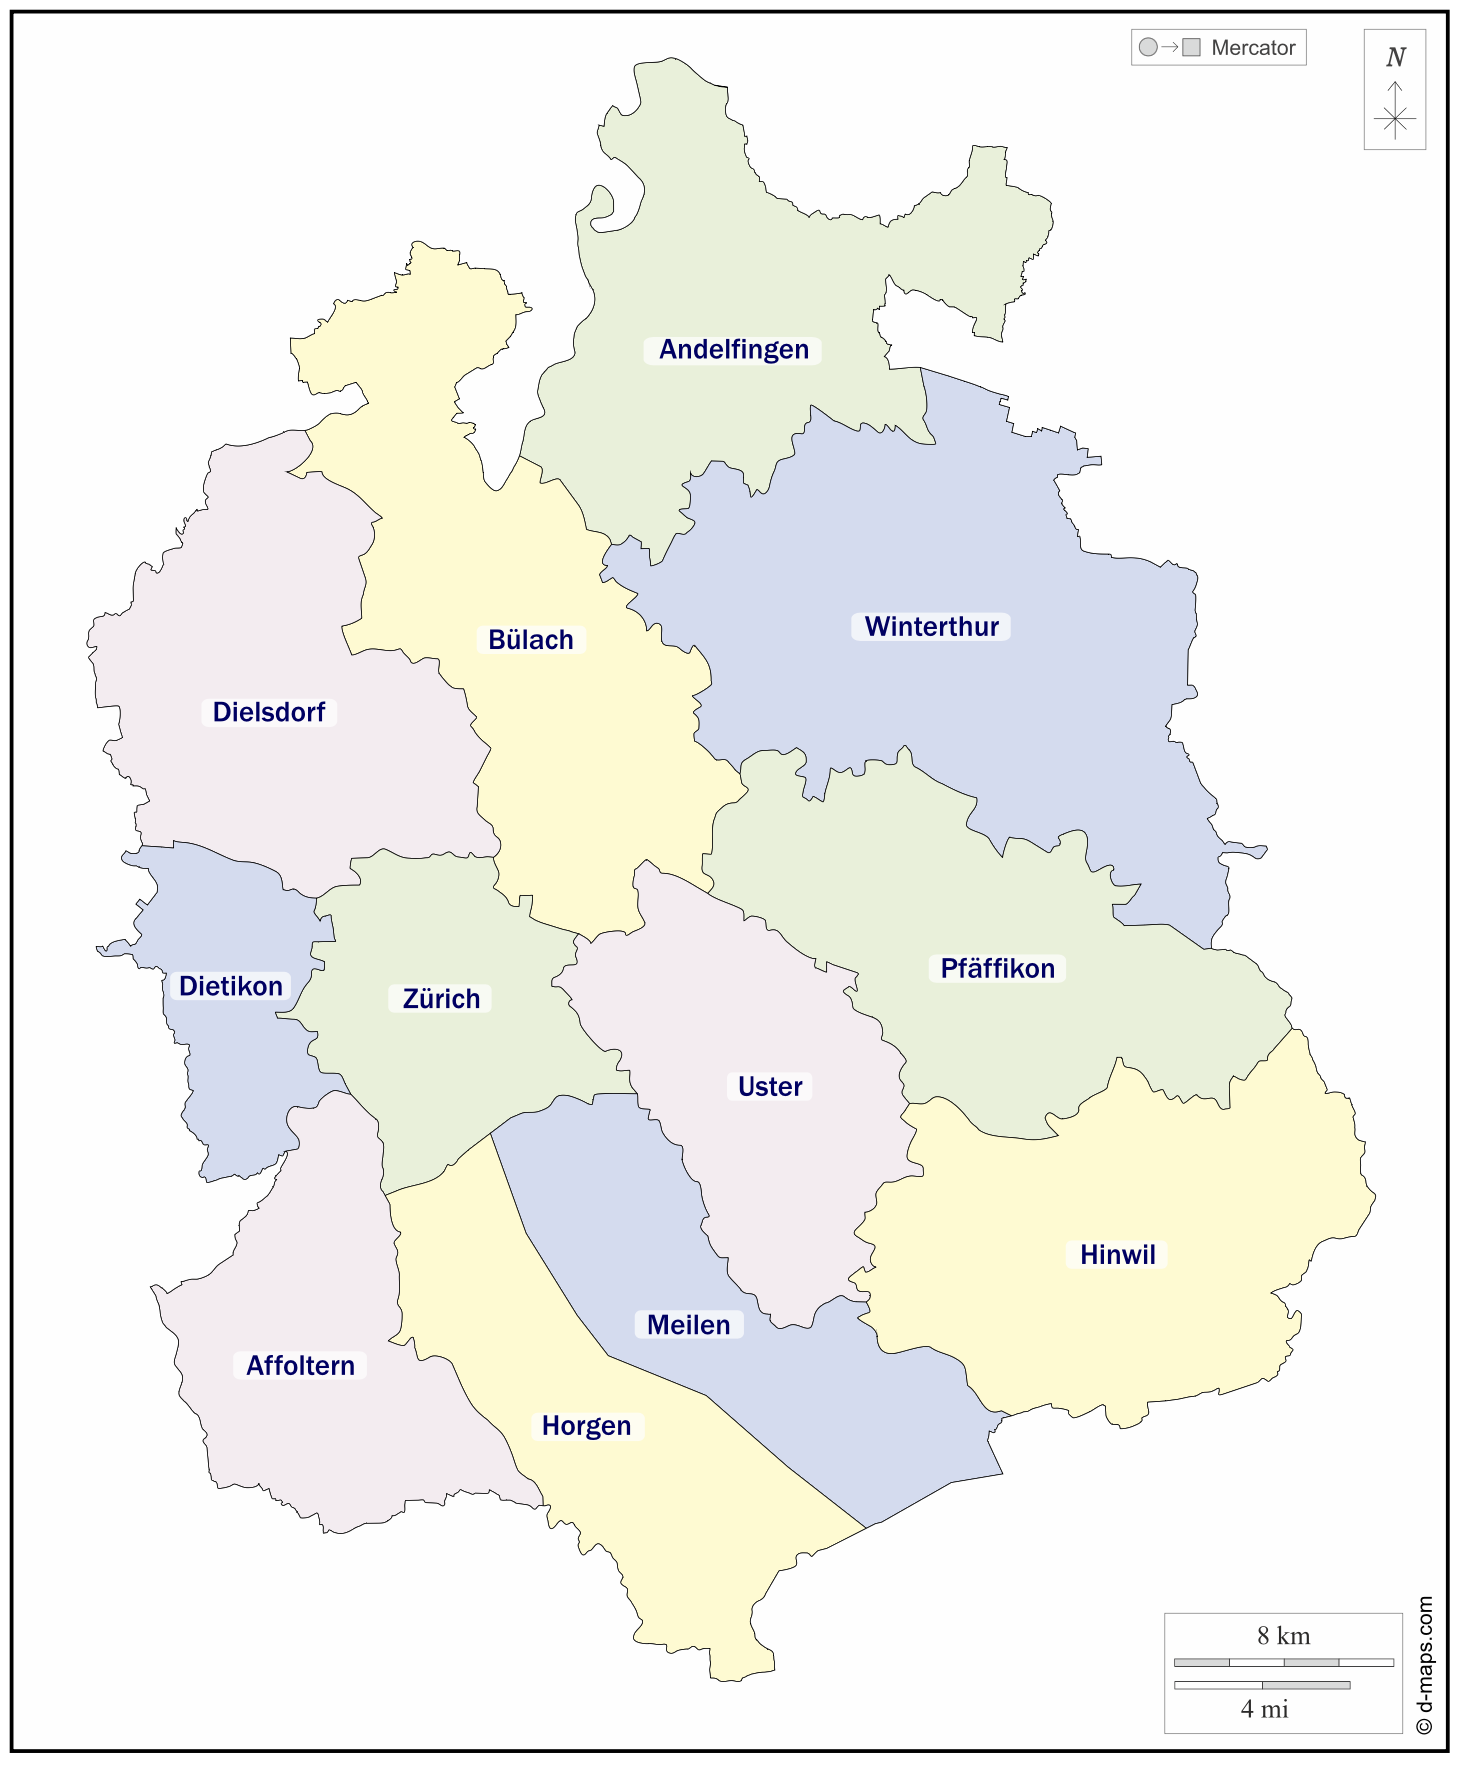 Mercator
N
Andelfingen
Winterthur
Bülach
Dielsdorf
Pfäffikon
Dietikon
Zürich
Uster
Hinwil
Meilen
Affoltern
Horgen
8 km
4 mi
© d-maps.com